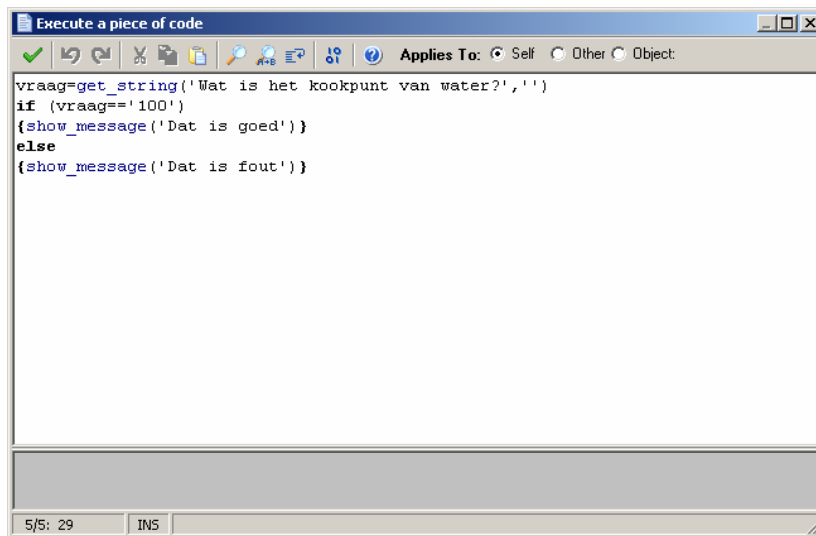 Execute a piece of code
Applies To: Self Other Object:
vraag=get_string('Wat is het kookpunt van water?','')
if (vraag=='100')
{show_message('Dat is goed')}
else
{show_message('Dat is fout')}
5/5: 29 INS